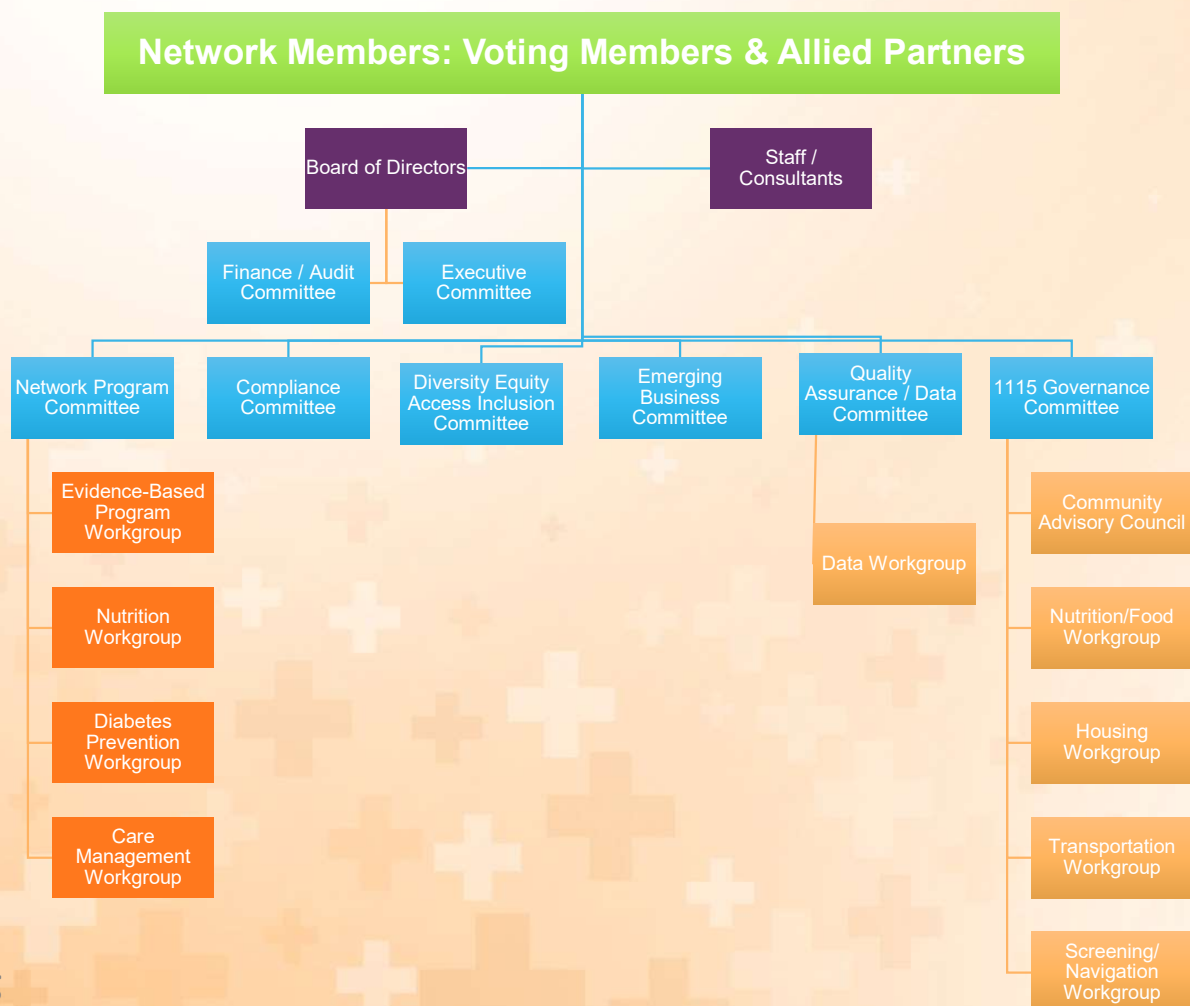 Network Members: Voting Members & Allied Partners
Board of Directors
Staff /
Consultants
Finance / Audit
Committee
Executive
Committee
Network Program
Committee
Compliance
Committee
Diversity Equity
Access Inclusion
Committee
Emerging
Business
Committee
Quality
Assurance / Data
Committee
1115 Governance
Committee
Evidence-Based
Program
Workgroup
Nutrition
Workgroup
Diabetes
Prevention
Workgroup
Care
Management
Workgroup
Data Workgroup
Community
Advisory Council
Nutrition/Food
Workgroup
Housing
Workgroup
Transportation
Workgroup
Screening/
Navigation
Workgroup